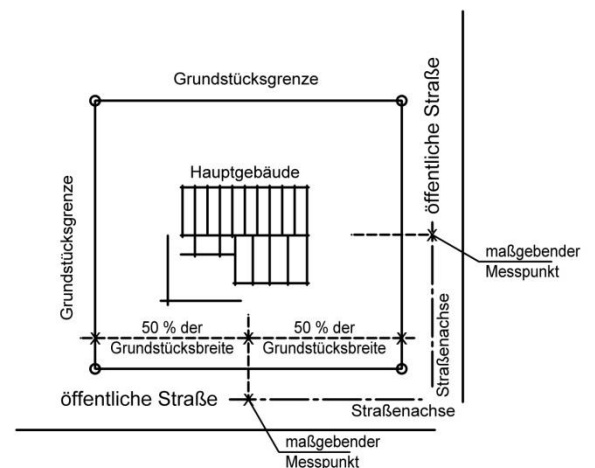 Grundstücksgrenze
öffentliche Straße
Hauptgebäude
Grundstücksgrenze
maßgebender
Messpunkt
50 % der
Grundstücksbreite
50 % der
Grundstücksbreite
Straßenachse
öffentliche Straße
Straßenachse
maßgebender
Messpunkt